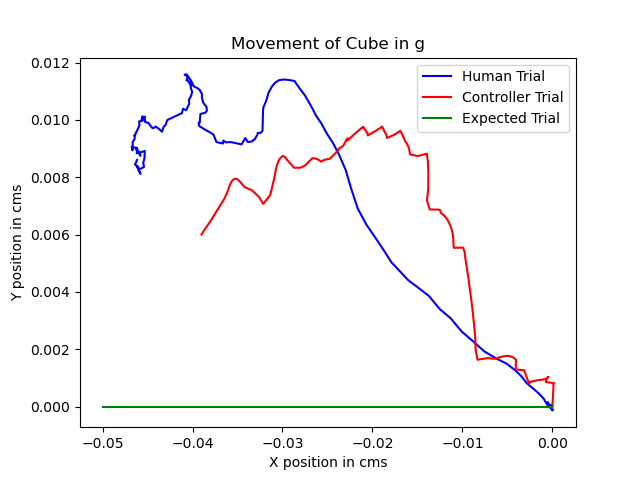 Movement of Cube in g
Human Trial
Controller Trial
Expected Trial
0.012
0.010
0.008
0.006
0.004
0.002
0.000
Y position in cms
−0.05
−0.04
−0.03
−0.02
−0.01
0.00
X position in cms